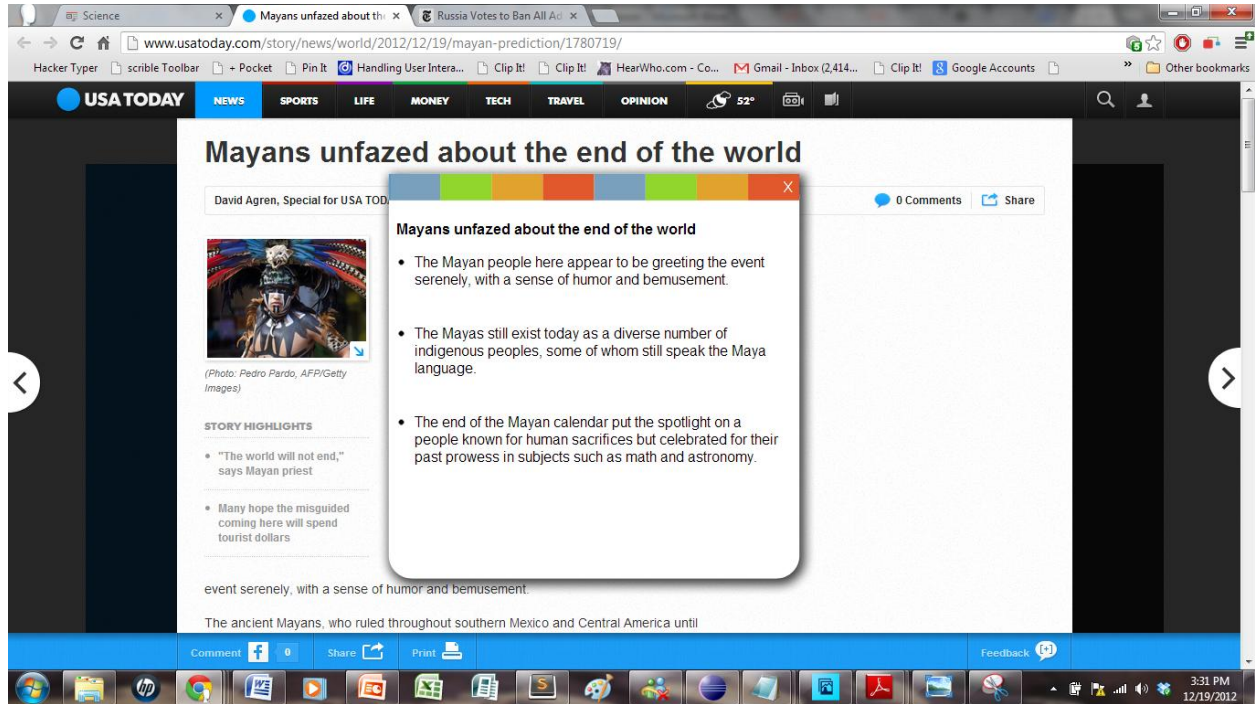 Science
Mayans unfazed about th
Russia Votes to Ban All Ad
www.usatoday.com/story/news/world/2012/12/19/mayan-prediction/1780719/
Hacker Typer scrible Toolbar + Pocket Pin It Handling User Intera... Clip It! Clip It! HearWho.com - Co... Gmail - Inbox (2,414... Clip It! Google Accounts » Other bookmarks
USA TODAY NEWS SPORTS LIFE MONEY TECH TRAVEL OPINION 52°
Mayans unfazed about the end of the world
David Agren, Special for USA TOD
0 Comments Share
X
Mayans unfazed about the end of the world
• The Mayan people here appear to be greeting the event
serenely, with a sense of humor and bemusement.
• The Mayas still exist today as a diverse number of
indigenous peoples, some of whom still speak the Maya
language.
• The end of the Mayan calendar put the spotlight on a
people known for human sacrifices but celebrated for their
past prowess in subjects such as math and astronomy.
(Photo: Pedro Pardo, AFP/Getty
Images)
STORY HIGHLIGHTS
• "The world will not end,"
says Mayan priest
• Many hope the misguided
coming here will spend
tourist dollars
event serenely, with a sense of humor and bemusement.
The ancient Mayans, who ruled throughout southern Mexico and Central America until
Comment 0 Share Print Feedback
3:31 PM
12/19/2012